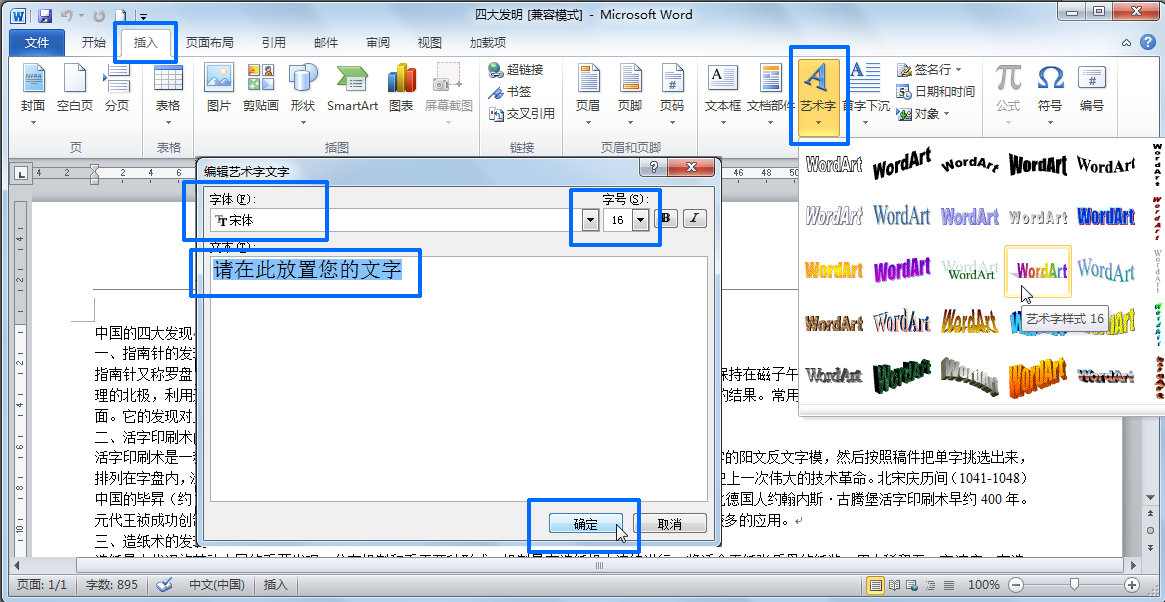 四大发明 [兼容模式] - Microsoft Word
文件 开始 插入 页面布局 引用 邮件 审阅 视图 加载项
封面 空白页 分页 表格 图片 剪贴画 形状 SmartArt 图表 屏幕截图 超链接 书签 交叉引用 页眉 页脚 页码 文本框 文档部件 艺术字 首字下沉 签名行 日期和时间 对象 公式 符号 编号
页 表格 插图 链接 页眉和页脚
编辑艺术字文字
字体(F): 字号(S):
宋体 16 B I
文本(T):
请在此放置您的文字
确定 取消
WordArt WordArt WordArt WordArt WordArt
WordArt WordArt WordArt WordArt WordArt
WordArt WordArt WordArt WordArt WordArt
WordArt WordArt WordArt
艺术字样式 16
WordArt WordArt WordArt WordArt WordArt
4 2 2 4 6 46 48
中国的四大发现
一、指南针的发
指南针又称罗盘 保持在磁子午
理的北极，利用 的结果。常用
面。它的发现对
二、活字印刷术
活字印刷术是一 的阳文反文字模，然后按照稿件把单字挑选出来，
排列在字盘内， 史上一次伟大的技术革命。北宋庆历间（1041-1048）
中国的毕昇（约 比德国人约翰内斯·古腾堡活字印刷术早约 400 年。
元代王祯成功创 较多的应用。
三、造纸术的发
页面: 1/1 字数: 895 中文(中国) 插入 100%